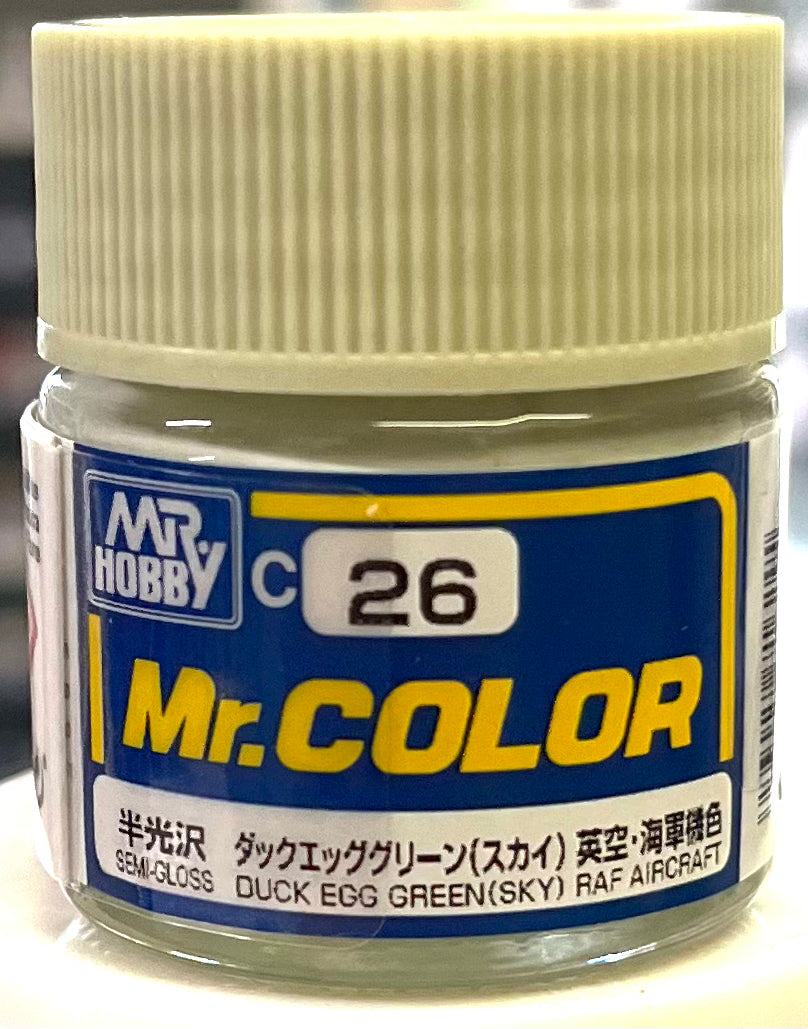 MR.
HOBBY
C 26
Mr.COLOR
半光沢 ダックエッググリーン(スカイ) 英空・海軍機色
SEMI-GLOSS DUCK EGG GREEN(SKY) RAF AIRCRAFT